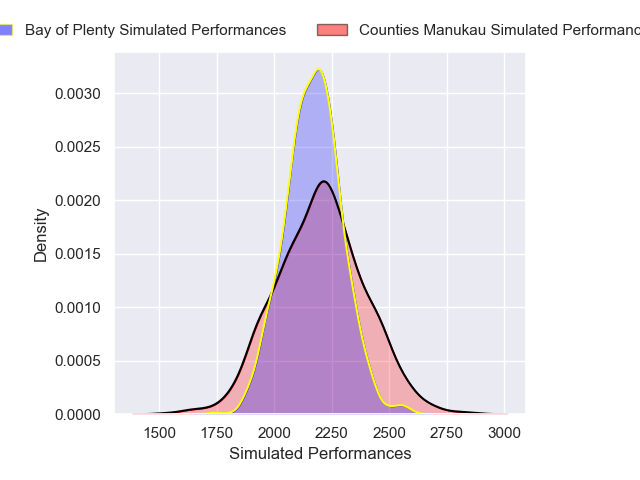 Bay of Plenty Simulated Performances
Counties Manukau Simulated Performanc
0.0030
0.0025
0.0020
0.0015
0.0010
0.0005
0.0000
Density
1500 1750 2000 2250 2500 2750 3000
Simulated Performances